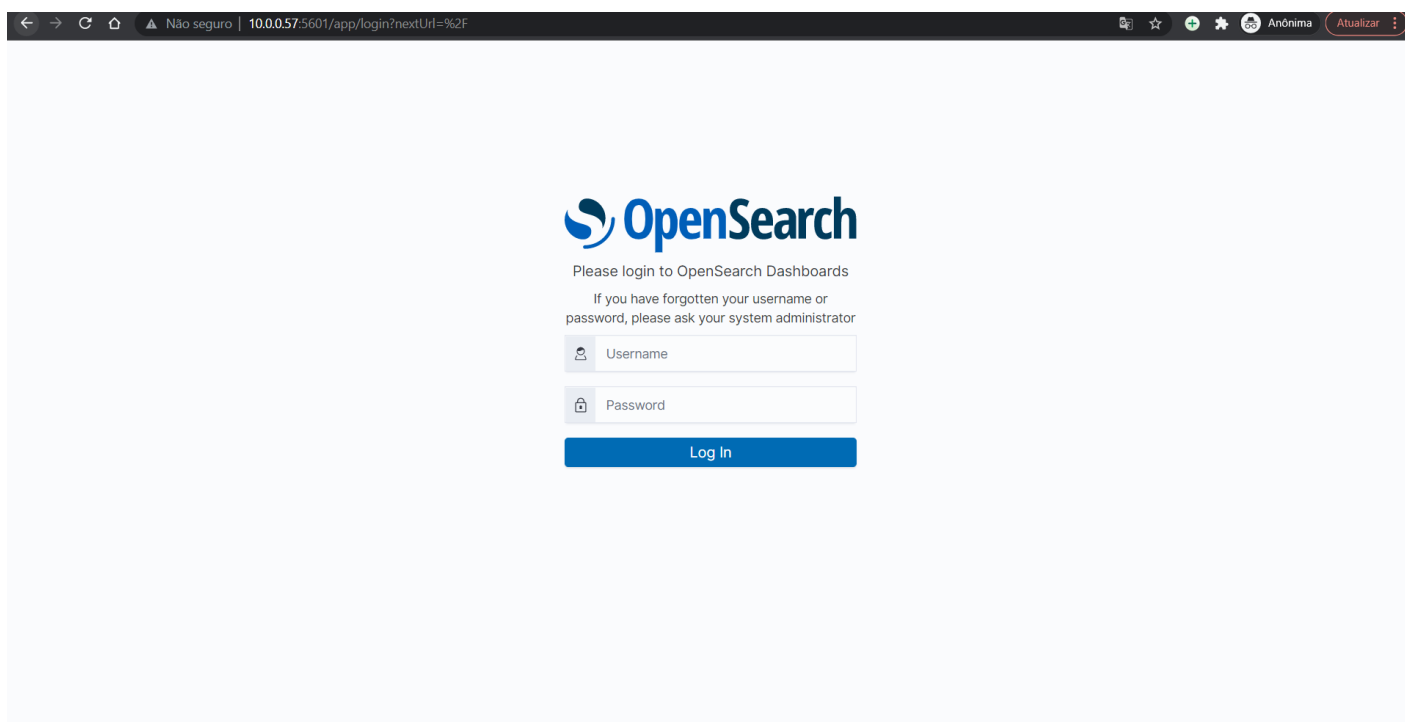 Não seguro | 10.0.0.57:5601/app/login?nextUrl=%2F
Anônima
Atualizar
OpenSearch
Please login to OpenSearch Dashboards
If you have forgotten your username or
password, please ask your system administrator
Username
Password
Log In